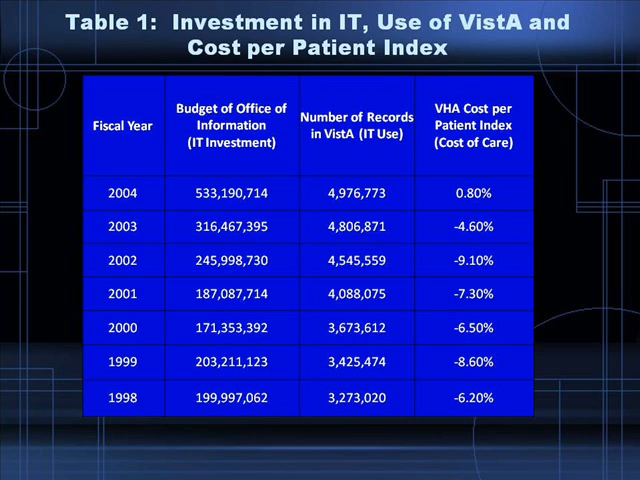 Table 1:  Investment in IT, Use of VistA and
Cost per Patient Index
Fiscal Year
Budget of Office of
Information
(IT Investment)
Number of Records
in VistA (IT Use)
VHA Cost per
Patient Index
(Cost of Care)
2004 533,190,714 4,976,773 0.80%
2003 316,467,395 4,806,871 -4.60%
2002 245,998,730 4,545,559 -9.10%
2001 187,087,714 4,088,075 -7.30%
2000 171,353,392 3,673,612 -6.50%
1999 203,211,123 3,425,474 -8.60%
1998 199,997,062 3,273,020 -6.20%